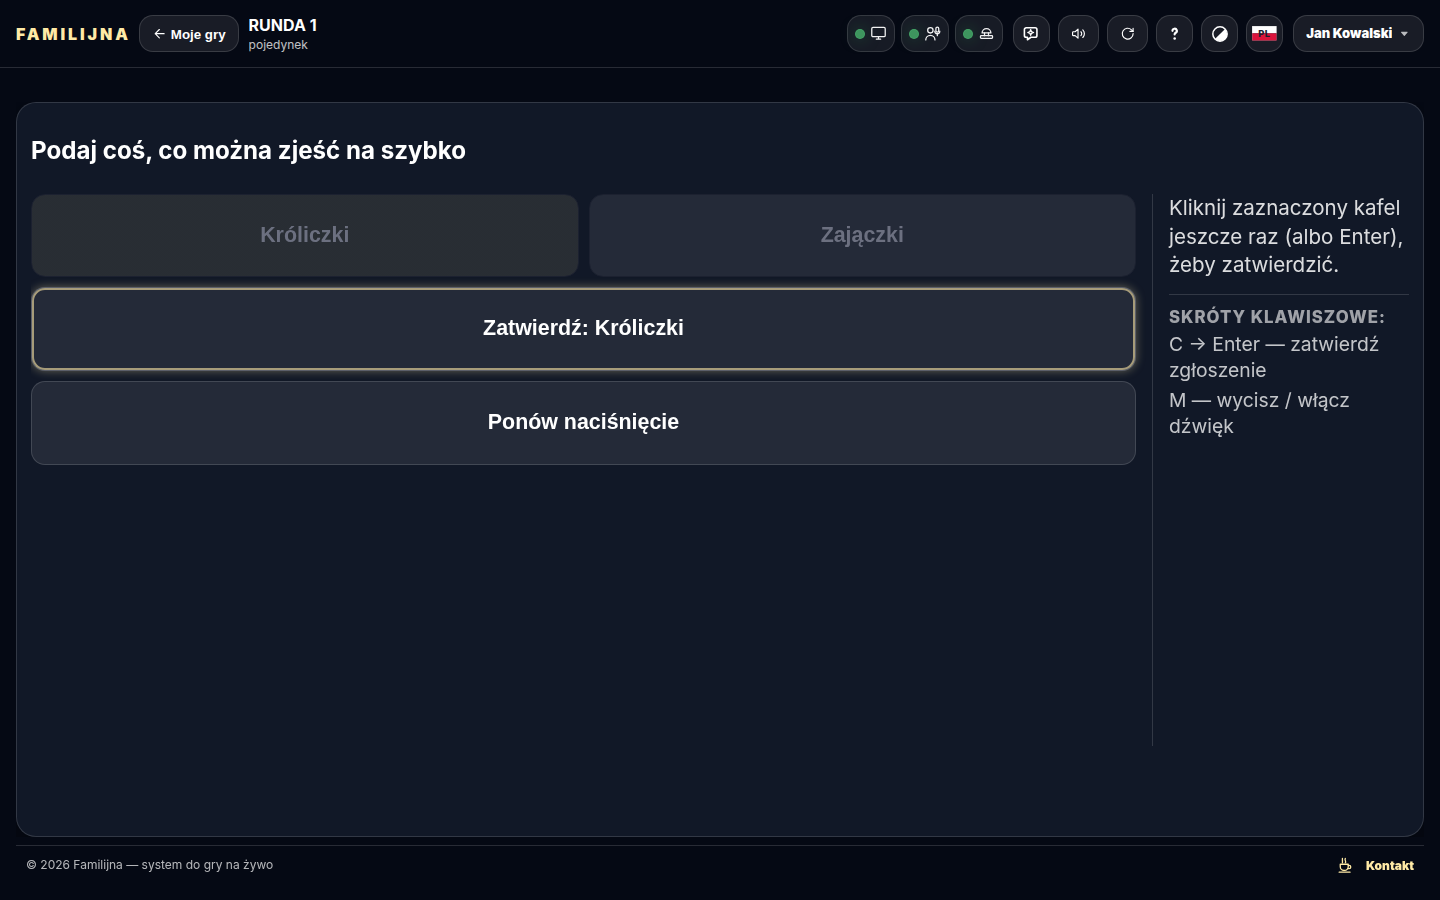 FAMILIJNA
← Moje gry
RUNDA 1
pojedynek
?
PL
Jan Kowalski
Podaj coś, co można zjeść na szybko
Króliczki
Zajączki
Zatwierdź: Króliczki
Ponów naciśnięcie
Kliknij zaznaczony kafel
jeszcze raz (albo Enter),
żeby zatwierdzić.
SKRÓTY KLAWISZOWE:
C → Enter — zatwierdź
zgłoszenie
M — wycisz / włącz
dźwięk
© 2026 Familijna — system do gry na żywo
Kontakt